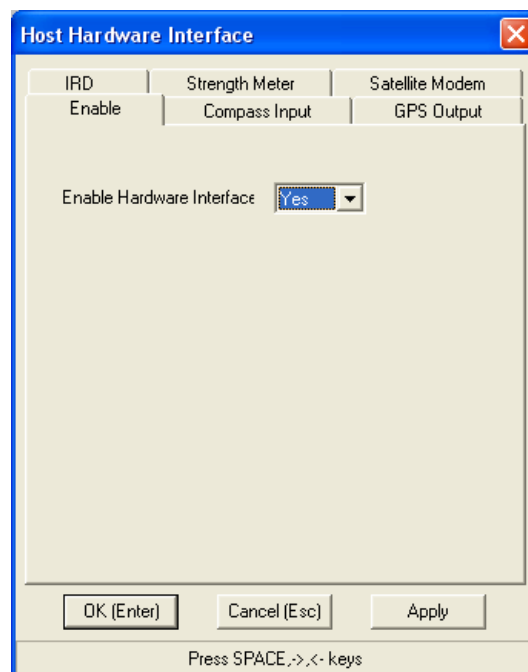 Host Hardware Interface
IRD Strength Meter Satellite Modem
Enable Compass Input GPS Output
Enable Hardware Interface Yes
OK (Enter) Cancel (Esc) Apply
Press SPACE,->,<- keys